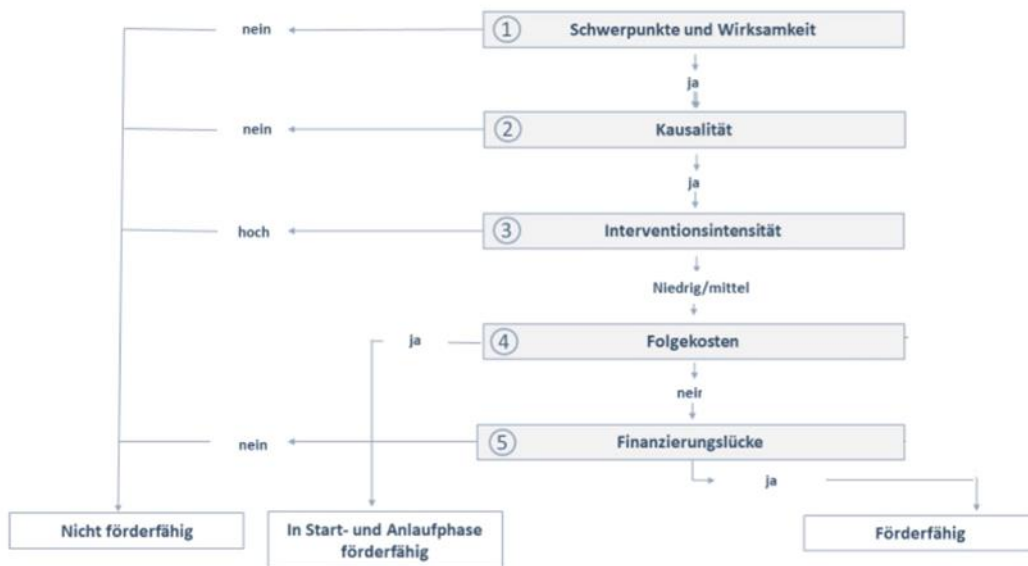 nein
① Schwerpunkte und Wirksamkeit
ja
nein
② Kausalität
ja
hoch
③ Interventionsintensität
Niedrig/mittel
ja
④ Folgekosten
nein
nein
⑤ Finanzierungslücke
ja
Nicht förderfähig
In Start- und Anlaufphase
förderfähig
Förderfähig